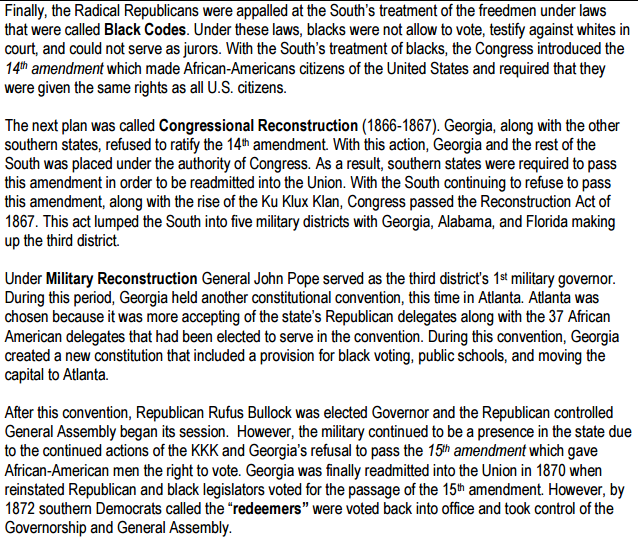 Finally, the Radical Republicans were appalled at the South's treatment of the freedmen under laws
that were called Black Codes. Under these laws, blacks were not allow to vote, testify against whites in
court, and could not serve as jurors. With the South's treatment of blacks, the Congress introduced the
14th amendment which made African-Americans citizens of the United States and required that they
were given the same rights as all U.S. citizens.
The next plan was called Congressional Reconstruction (1866-1867). Georgia, along with the other
southern states, refused to ratify the 14th amendment. With this action, Georgia and the rest of the
South was placed under the authority of Congress. As a result, southern states were required to pass
this amendment in order to be readmitted into the Union. With the South continuing to refuse to pass
this amendment, along with the rise of the Ku Klux Klan, Congress passed the Reconstruction Act of
1867. This act lumped the South into five military districts with Georgia, Alabama, and Florida making
up the third district.
Under Military Reconstruction General John Pope served as the third district's 1st military governor.
During this period, Georgia held another constitutional convention, this time in Atlanta. Atlanta was
chosen because it was more accepting of the state's Republican delegates along with the 37 African
American delegates that had been elected to serve in the convention. During this convention, Georgia
created a new constitution that included a provision for black voting, public schools, and moving the
capital to Atlanta.
After this convention, Republican Rufus Bullock was elected Governor and the Republican controlled
General Assembly began its session. However, the military continued to be a presence in the state due
to the continued actions of the KKK and Georgia's refusal to pass the 15th amendment which gave
African-American men the right to vote. Georgia was finally readmitted into the Union in 1870 when
reinstated Republican and black legislators voted for the passage of the 15th amendment. However, by
1872 southern Democrats called the "redeemers" were voted back into office and took control of the
Governorship and General Assembly.